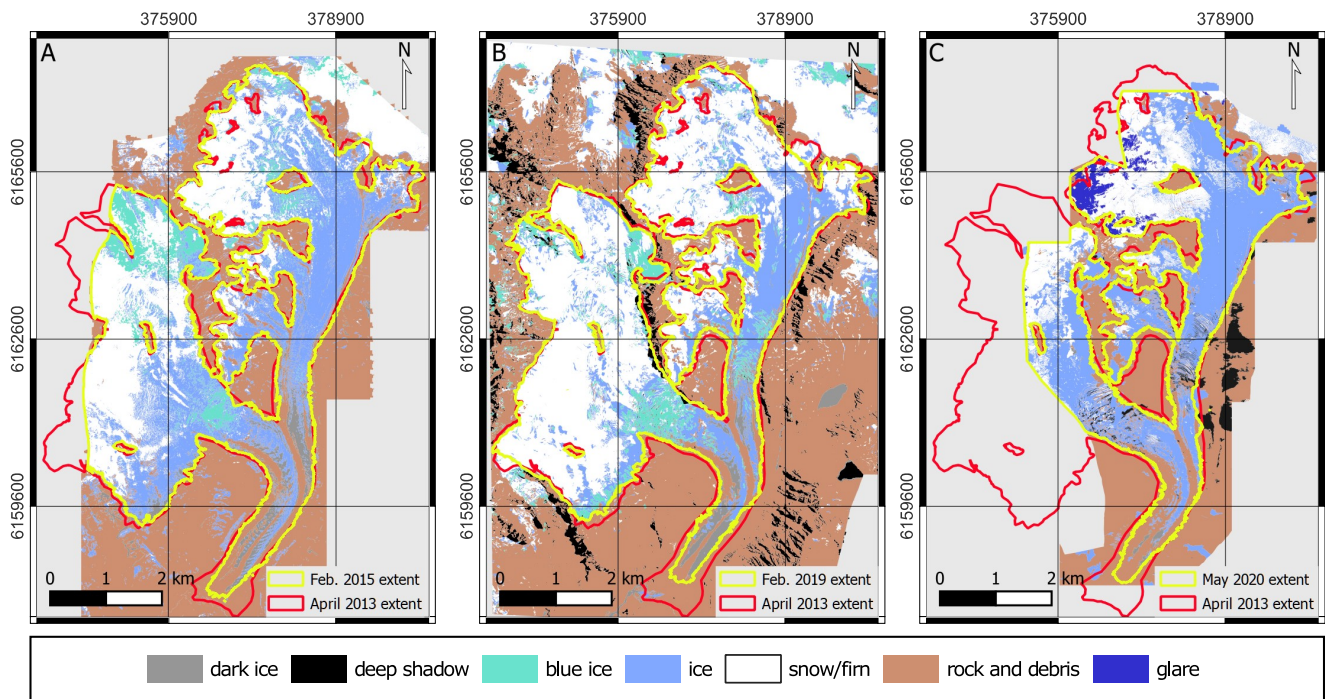 375900 378900 375900 378900 375900 378900
A N B N C N
6165600 6165600 6165600
6162600 6162600 6162600
6159600 6159600 6159600
0 1 2 km Feb. 2015 extent
April 2013 extent
0 1 2 km Feb. 2019 extent
April 2013 extent
0 1 2 km May 2020 extent
April 2013 extent
dark ice deep shadow blue ice ice snow/firn rock and debris glare